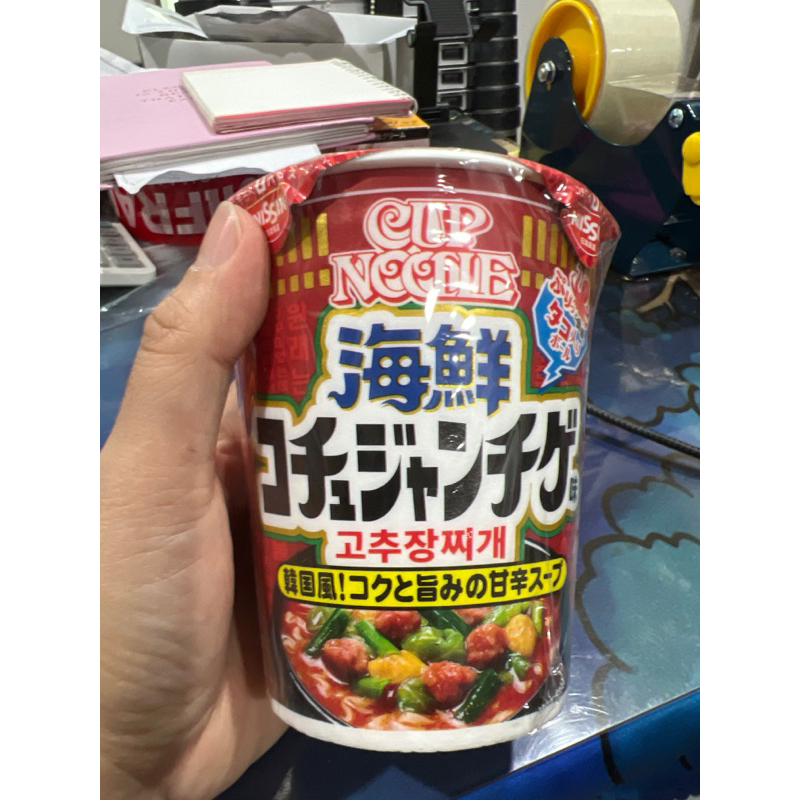 NISSIN
CUP
NOODLE
海鮮
コチュジャンチゲ
味
고추장찌개
韓国風!コクと旨みの甘辛スープ